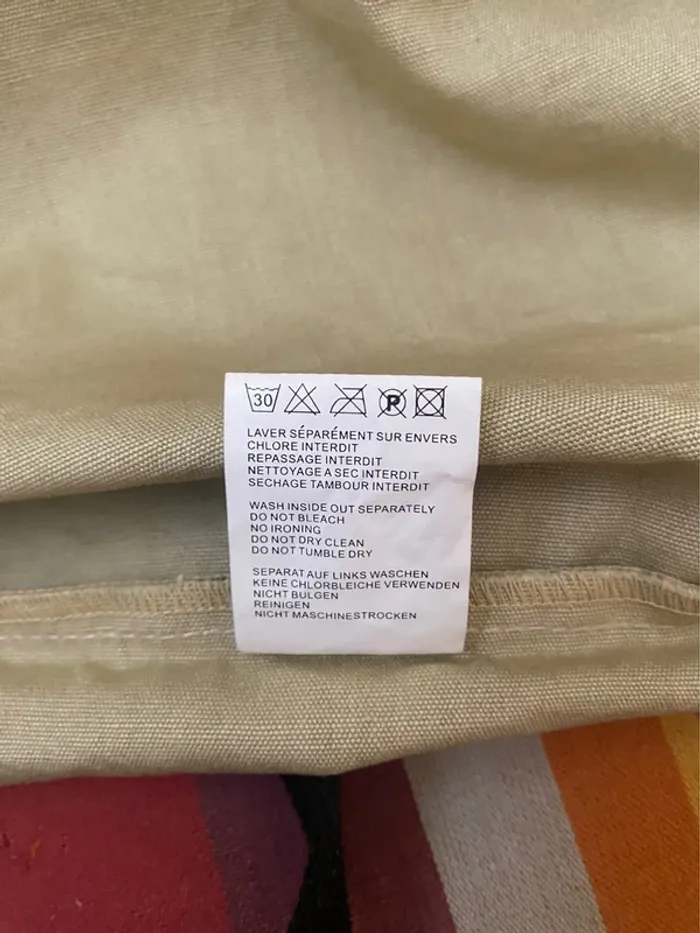 30 P
LAVER SÉPARÉMENT SUR ENVERS
CHLORE INTERDIT
REPASSAGE INTERDIT
NETTOYAGE A SEC INTERDIT
SECHAGE TAMBOUR INTERDIT
WASH INSIDE OUT SEPARATELY
DO NOT BLEACH
NO IRONING
DO NOT DRY CLEAN
DO NOT TUMBLE DRY
SEPARAT AUF LINKS WASCHEN
KEINE CHLORBLEICHE VERWENDEN
NICHT BULGEN
REINIGEN
NICHT MASCHINESTROCKEN